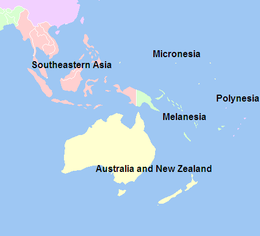 Micronesia
Southeastern Asia
Polynesia
Melanesia
Australia and New Zealand